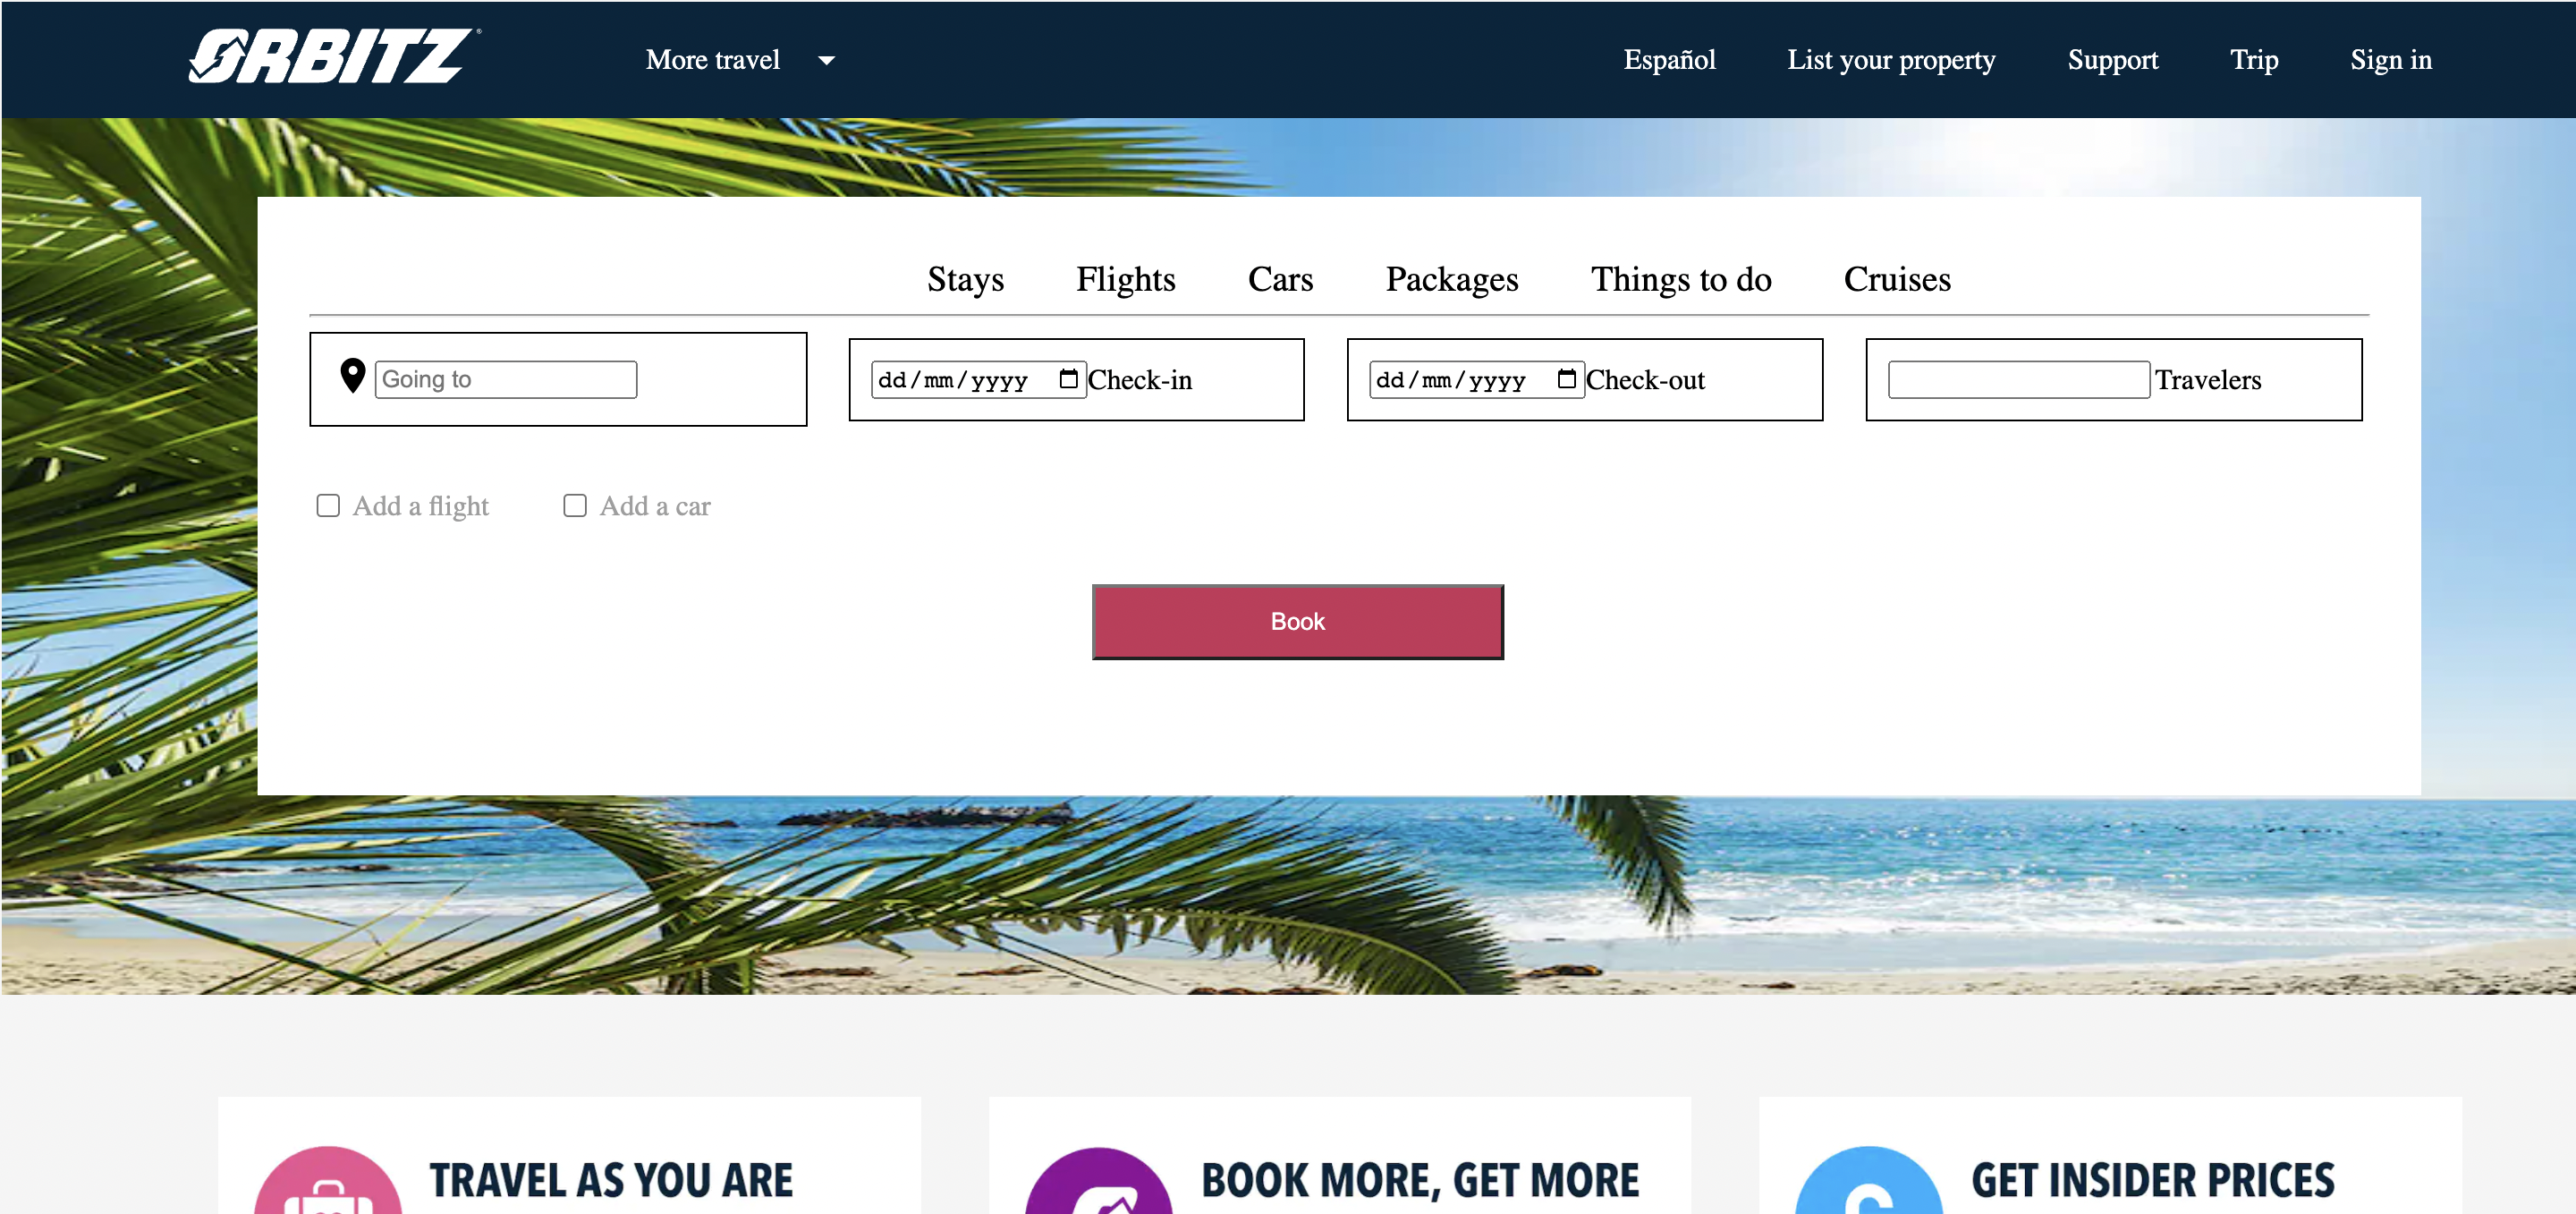 ORBITZ®
More travel
Español
List your property
Support
Trip
Sign in
Stays
Flights
Cars
Packages
Things to do
Cruises
Going to
dd/mm/yyyy Check-in
dd/mm/yyyy Check-out
Travelers
Add a flight
Add a car
Book
TRAVEL AS YOU ARE
BOOK MORE, GET MORE
GET INSIDER PRICES